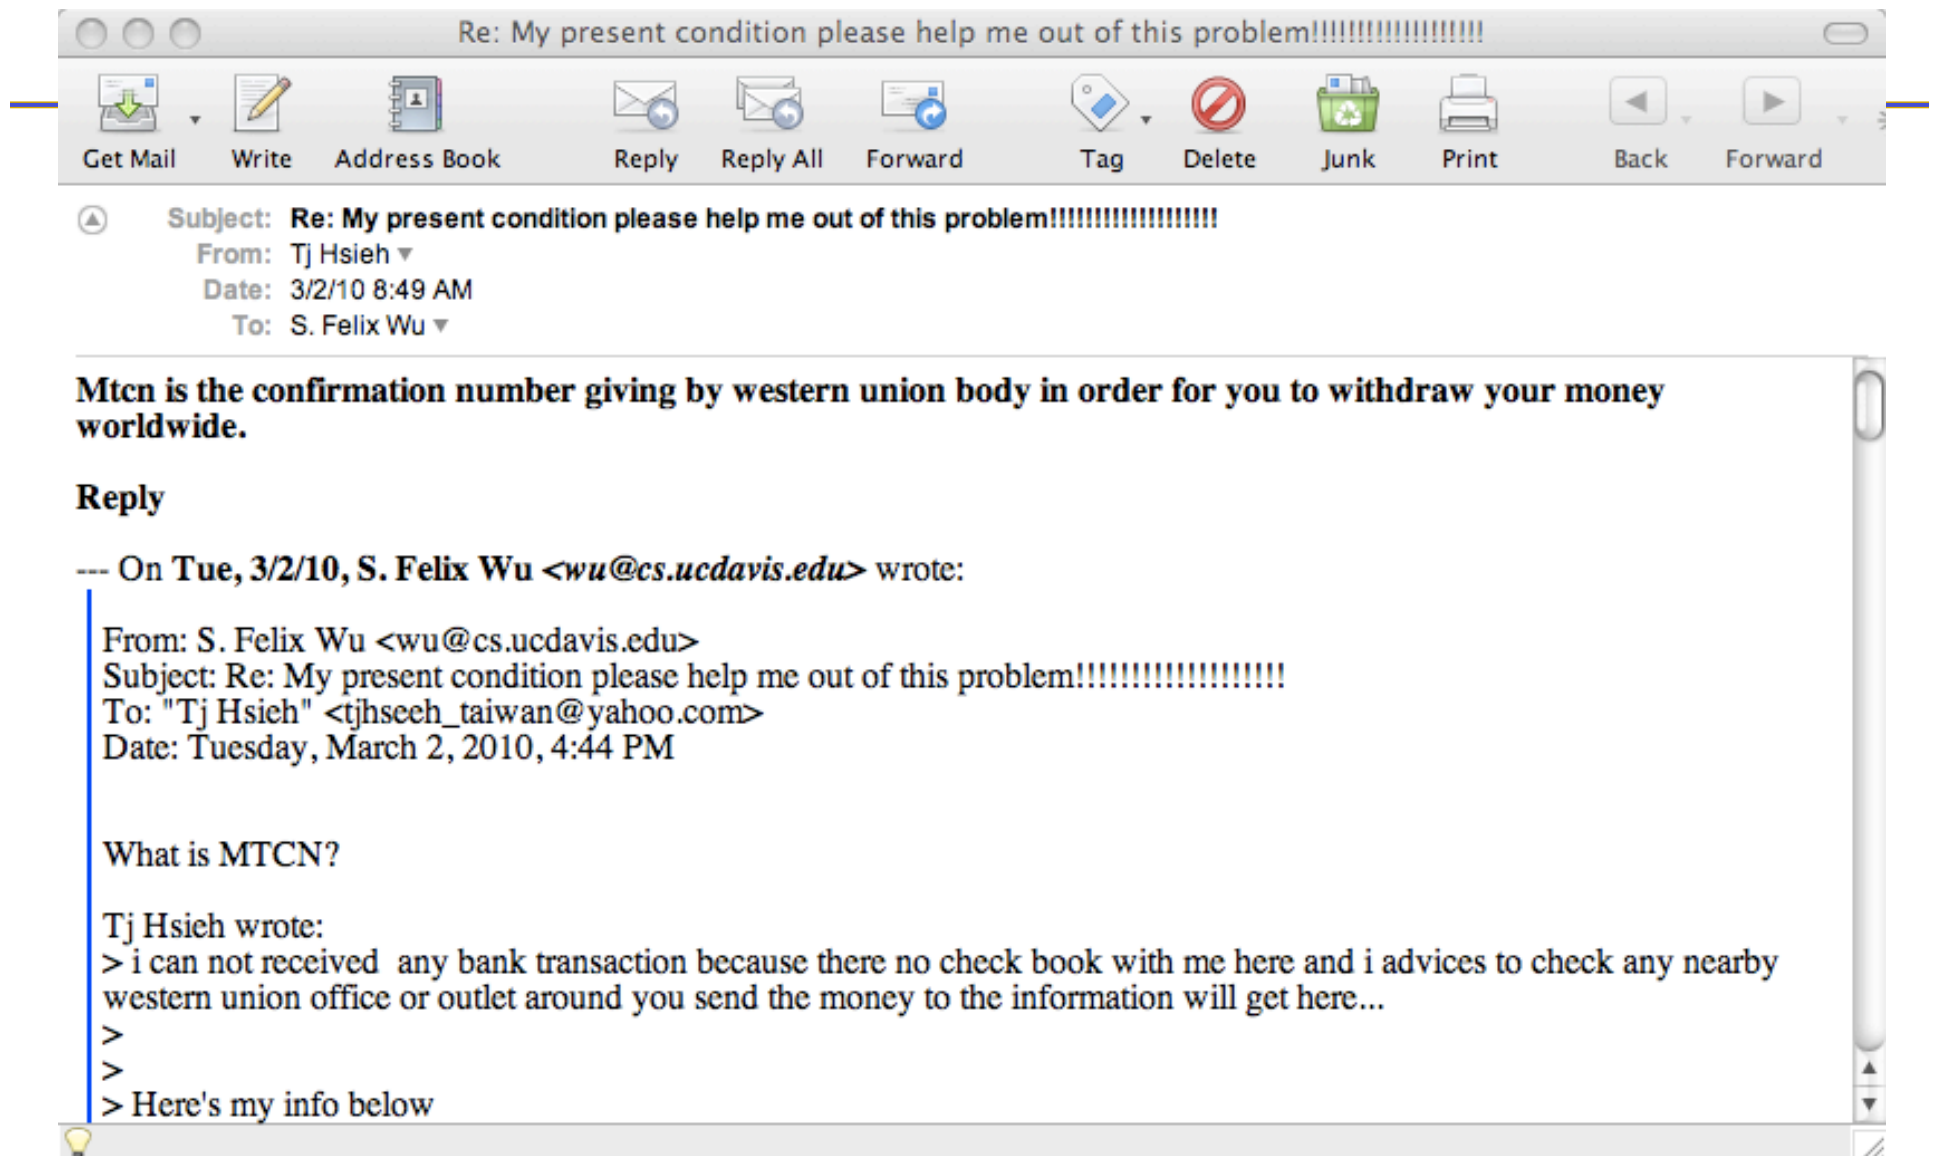 Re: My present condition please help me out of this problem!!!!!!!!!!!!!!!!!!!
Get Mail Write Address Book Reply Reply All Forward Tag Delete Junk Print Back Forward
Subject: Re: My present condition please help me out of this problem!!!!!!!!!!!!!!!!!!!
From: Tj Hsieh
Date: 3/2/10 8:49 AM
To: S. Felix Wu
Mtcn is the confirmation number giving by western union body in order for you to withdraw your money
worldwide.
Reply
--- On Tue, 3/2/10, S. Felix Wu <wu@cs.ucdavis.edu> wrote:
From: S. Felix Wu <wu@cs.ucdavis.edu>
Subject: Re: My present condition please help me out of this problem!!!!!!!!!!!!!!!!!!!
To: "Tj Hsieh" <tjhseeh_taiwan@yahoo.com>
Date: Tuesday, March 2, 2010, 4:44 PM
What is MTCN?
Tj Hsieh wrote:
> i can not received  any bank transaction because there no check book with me here and i advices to check any nearby
western union office or outlet around you send the money to the information will get here...
>
>
> Here's my info below